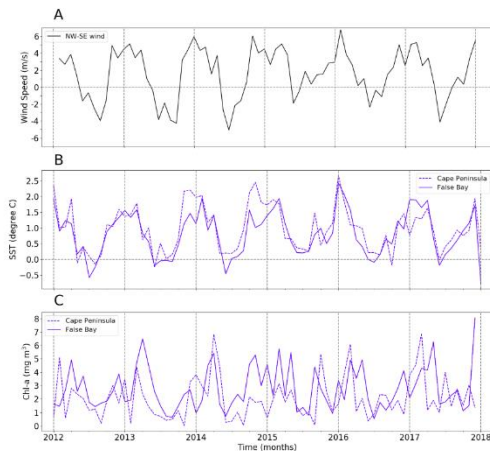 A
NW-SE wind
Wind Speed (m/s)
6
4
2
0
-2
-4
-6
B
Cape Peninsula
False Bay
SST (degree C)
2.5
2.0
1.5
1.0
0.5
0.0
−0.5
C
Cape Peninsula
False Bay
Chl-a (mg m³)
9
8
7
6
5
4
3
2
1
0
2012 2013 2014 2015 2016 2017 2018
Time (months)